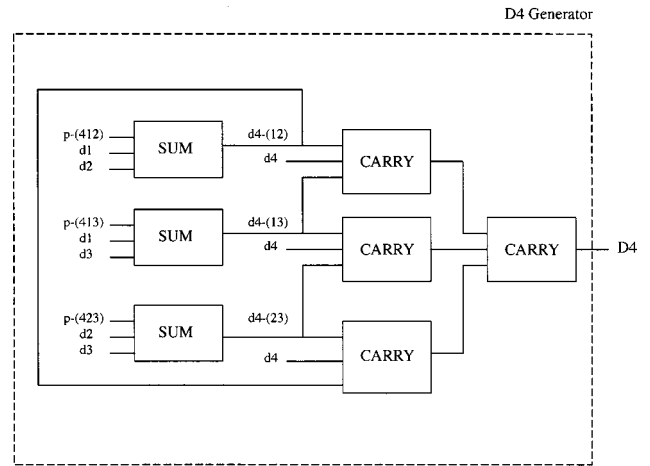 D4 Generator
p-(412)
d1
d2
SUM
d4-(12)
d4
CARRY
p-(413)
d1
d3
SUM
d4-(13)
d4
CARRY
CARRY
D4
p-(423)
d2
d3
SUM
d4-(23)
d4
CARRY